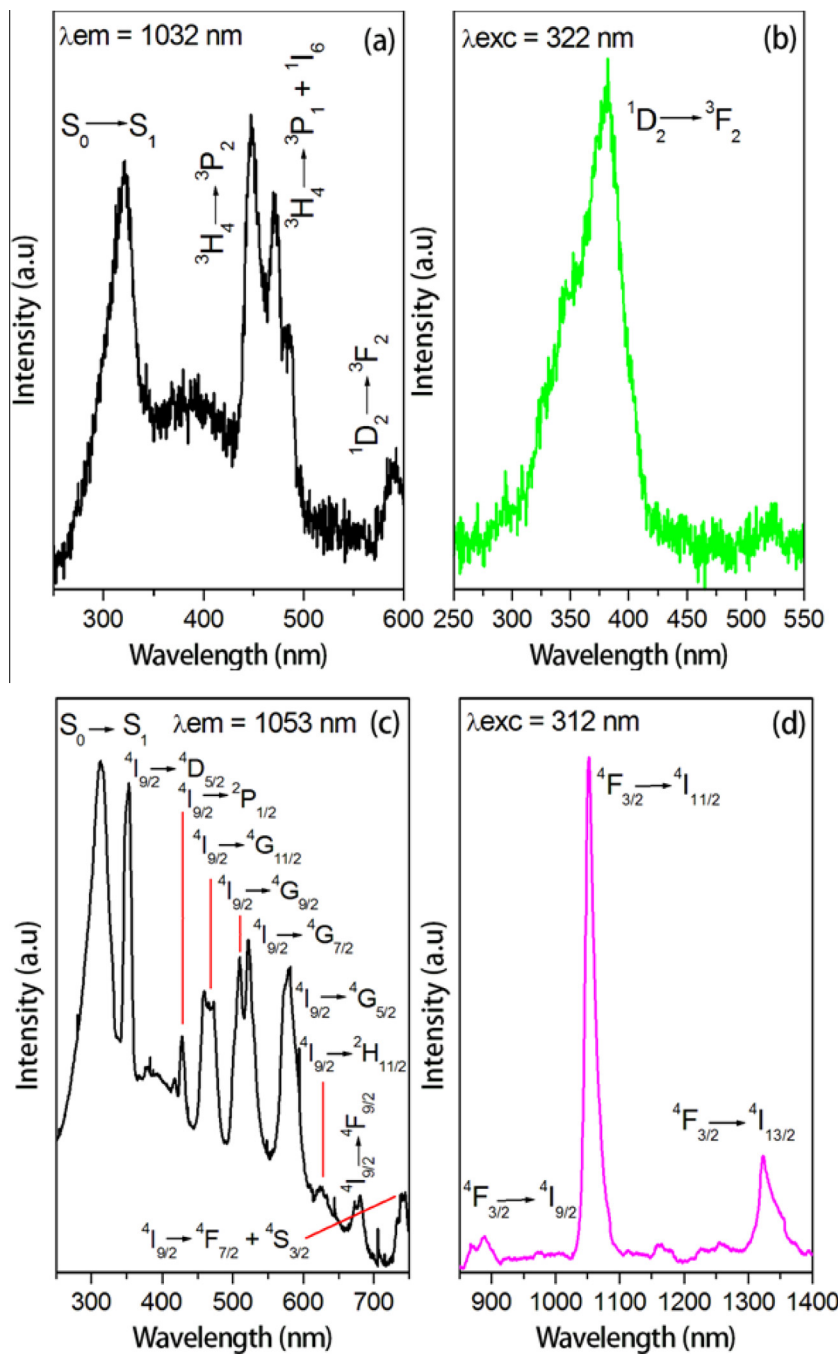 λem = 1032 nm (a)
S₀ → S₁
³H₄ → ³P₂
³H₄ → ³P₁ + ¹I₆
¹D₂ → ³F₂
Intensity (a.u)
300 400 500 600
Wavelength (nm)
λexc = 322 nm (b)
¹D₂ → ³F₂
Intensity (a.u)
250 300 350 400 450 500 550
Wavelength (nm)
λem = 1053 nm (c)
S₀ → S₁
⁴I₉/₂ → ⁴D₅/₂
⁴I₉/₂ → ²P₁/₂
⁴I₉/₂ → ⁴G₁₁/₂
⁴I₉/₂ → ⁴G₉/₂
⁴I₉/₂ → ⁴G₇/₂
⁴I₉/₂ → ⁴G₅/₂
⁴I₉/₂ → ²H₁₁/₂
⁴I₉/₂ → ⁴F₉/₂
⁴I₉/₂ → ⁴F₇/₂ + ⁴S₃/₂
Intensity (a.u)
300 400 500 600 700
Wavelength (nm)
λexc = 312 nm (d)
⁴F₃/₂ → ⁴I₁₁/₂
⁴F₃/₂ → ⁴I₁₃/₂
⁴F₃/₂ → ⁴I₉/₂
Intensity (a.u)
900 1000 1100 1200 1300 1400
Wavelength (nm)